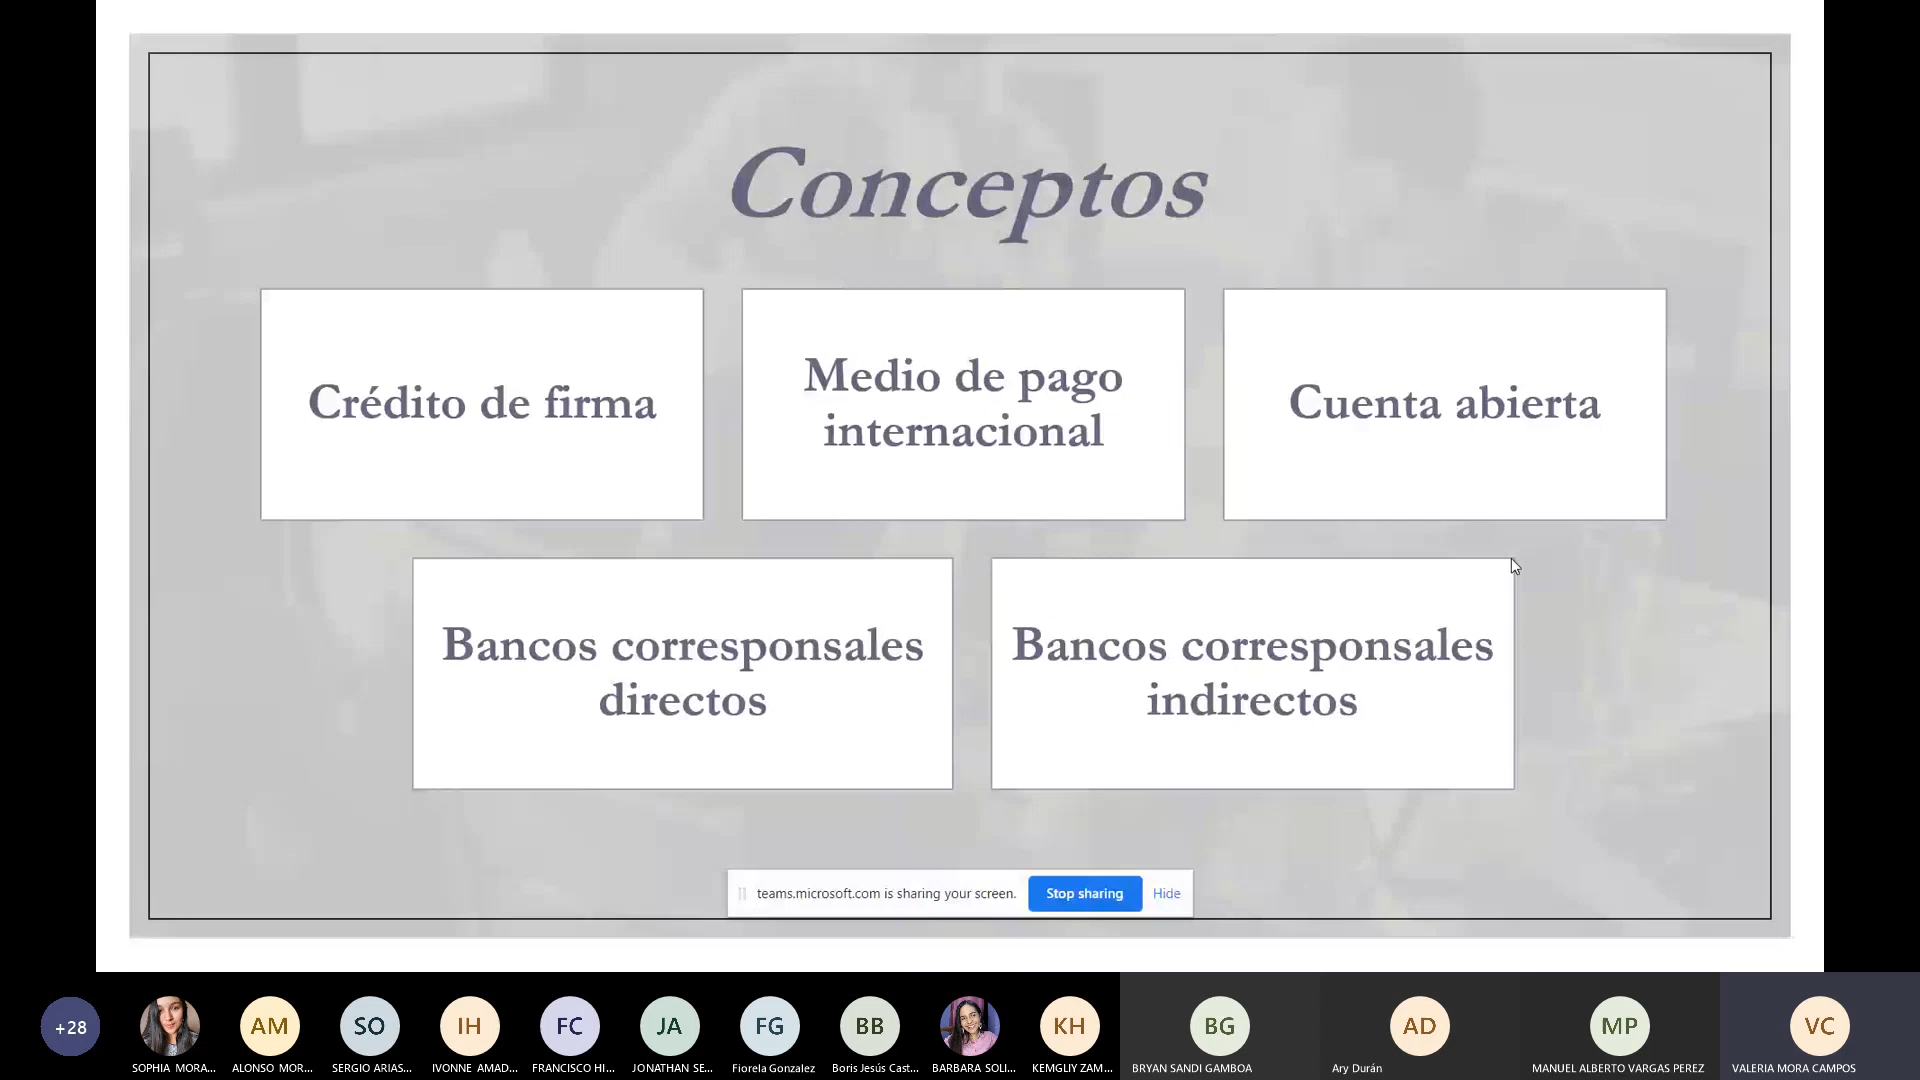 Conceptos
Crédito de firma
Medio de pago
internacional
Cuenta abierta
Bancos corresponsales
directos
Bancos corresponsales
indirectos
teams.microsoft.com is sharing your screen.
Stop sharing
Hide
+28
AM
SO
IH
FC
JA
FG
BB
KH
BG
AD
MP
VC
SOPHIA MORA...
ALONSO MOR...
SERGIO ARIAS...
IVONNE AMAD...
FRANCISCO HI...
JONATHAN SE...
Fiorela Gonzalez
Boris Jesús Cast...
BARBARA SOLI...
KEMGLIY ZAM...
BRYAN SANDI GAMBOA
Ary Durán
MANUEL ALBERTO VARGAS PEREZ
VALERIA MORA CAMPOS